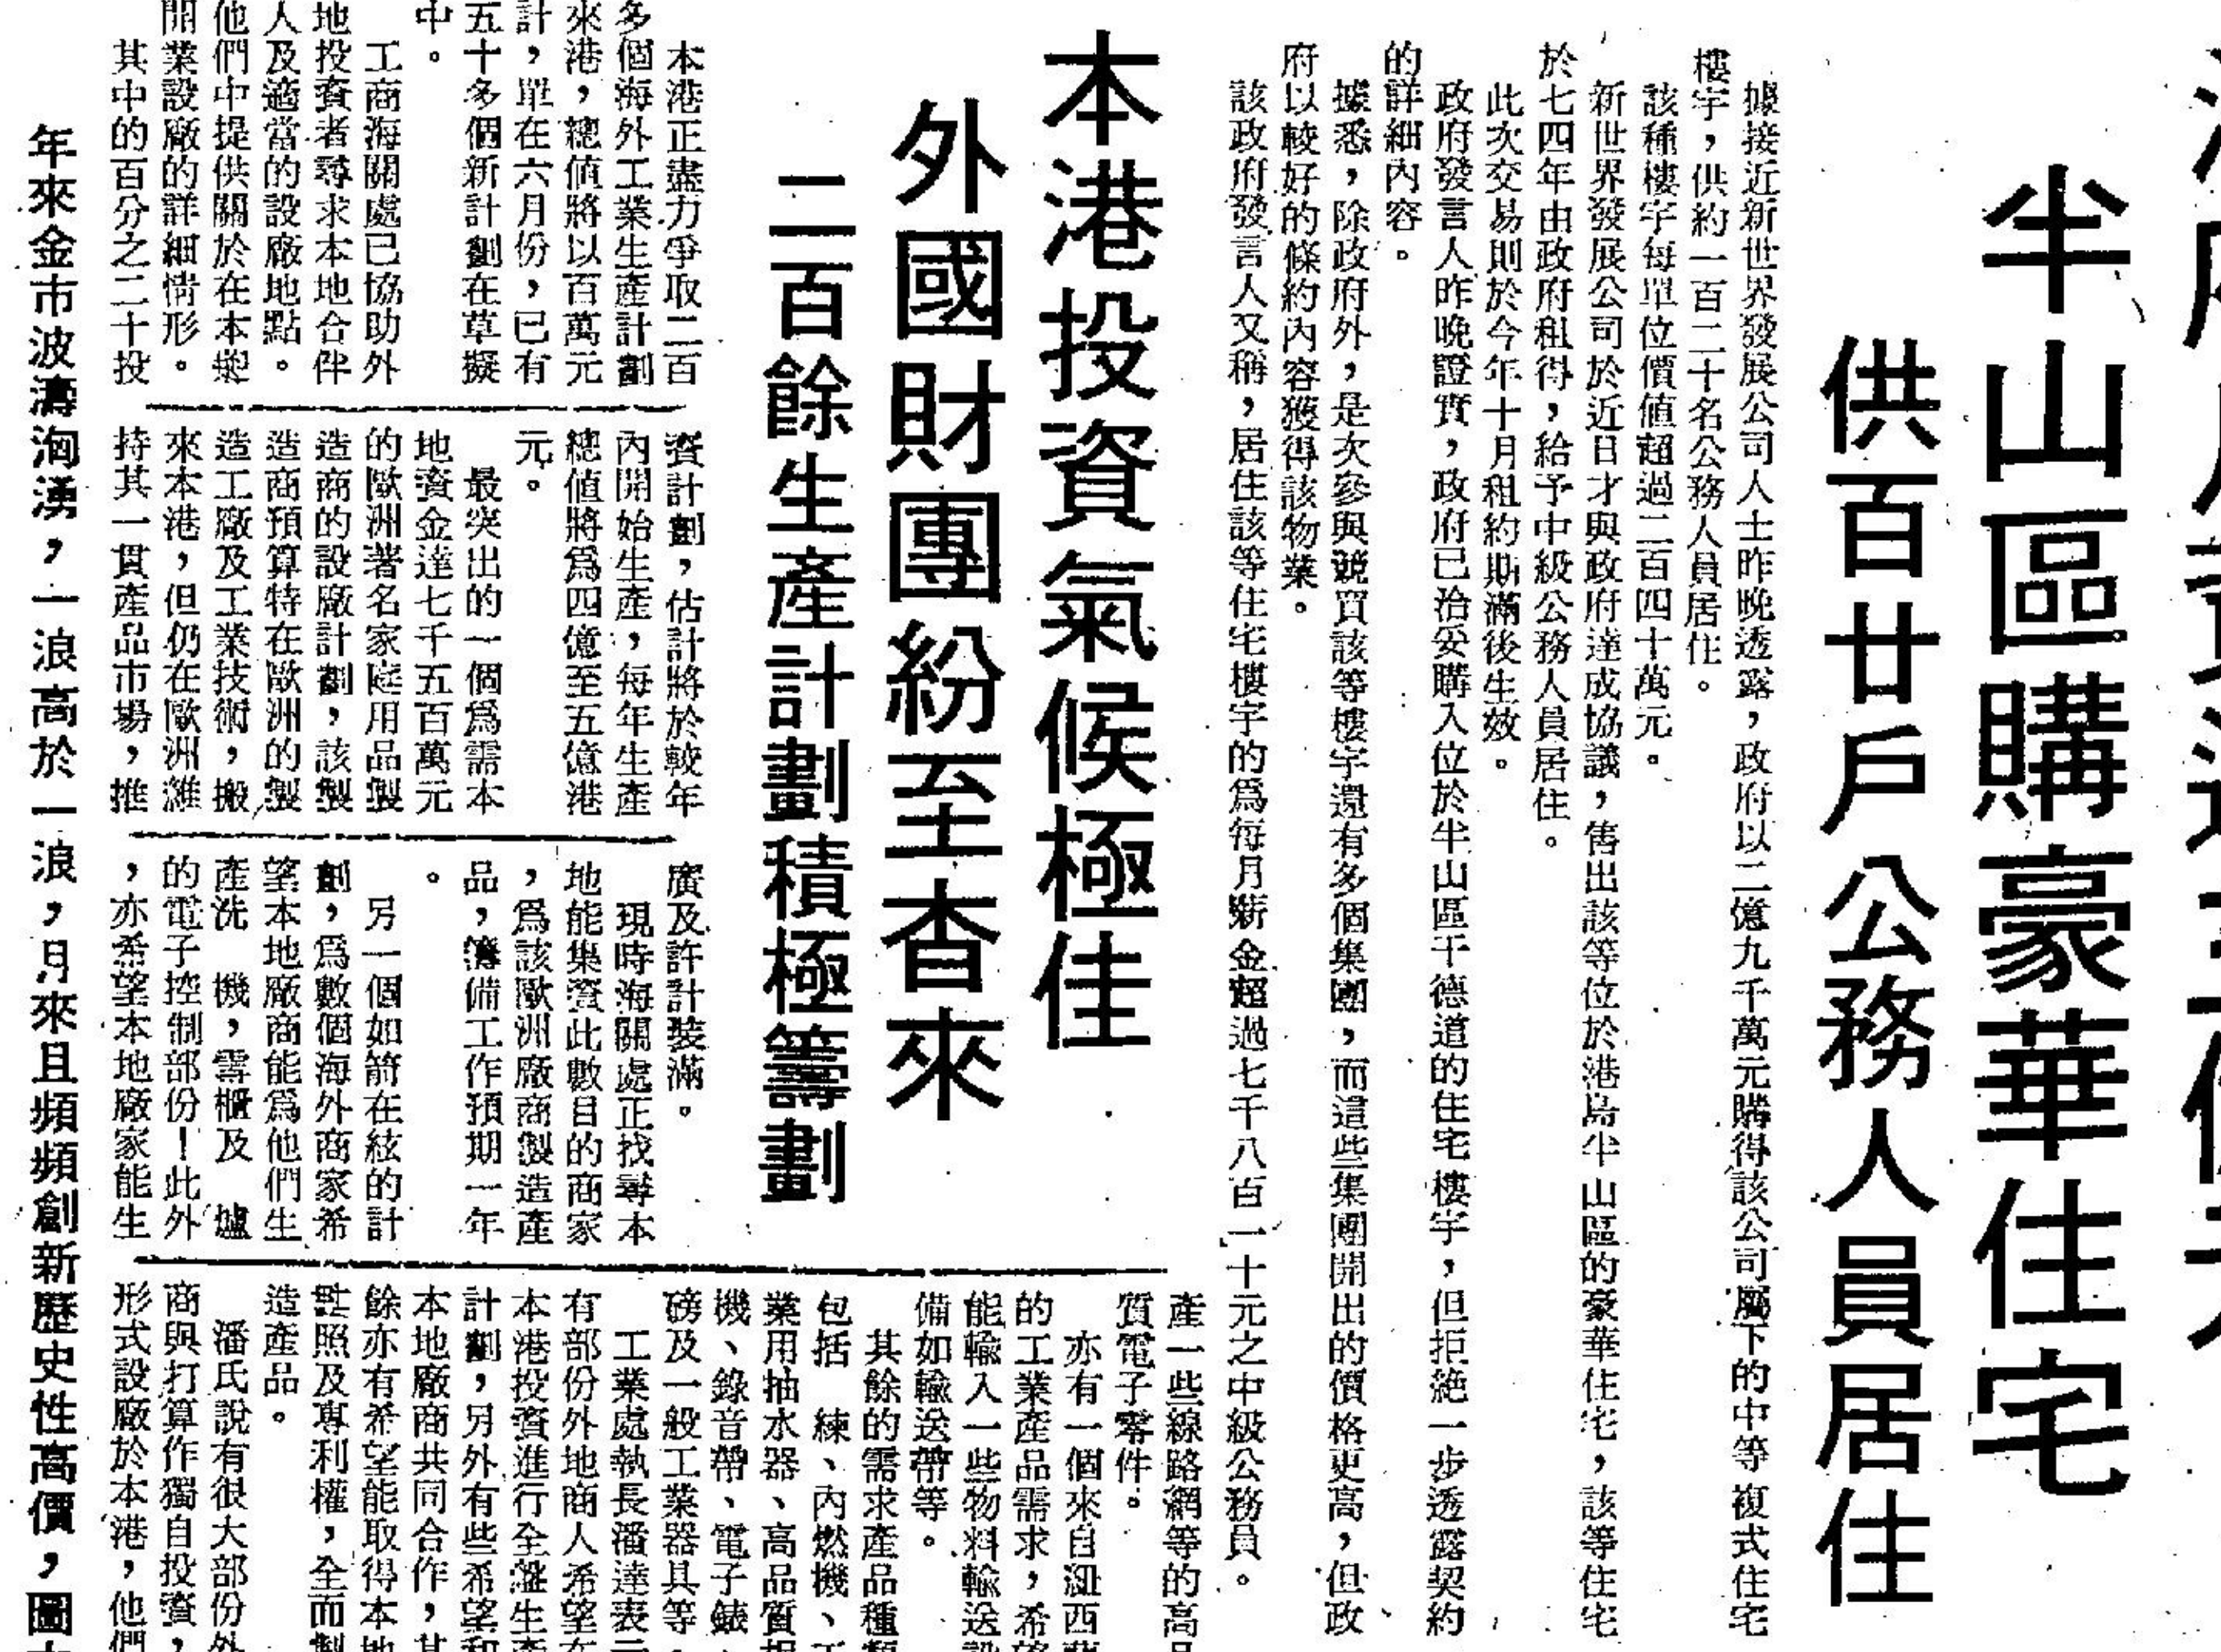 半山區購豪華住宅
供百廿戶公務人員居住
據接近新世界發展公司人士昨晚透露，政府以二億九千萬元購得該公司屬下的中等複式住宅
樓宇，供約一百二十名公務人員居住。
該種樓宇每單位價値超過二百四十萬元。
新世界發展公司於近日才與政府達成協議，售出該等位於港島半山區的豪華住宅，該等住宅
於七四年由政府租得，給予中級公務人員居住。
此次交易則於今年十月租約期滿後生效。
政府發言人昨晚證實，政府已洽妥購入位於半山區干德道的住宅樓宇，但拒絕一步透露契約
的詳細內容。
據悉，除政府外，是次參與競買該等樓宇還有多個集團，而這些集團開出的價格更高，但政
府以較好的條約內容獲得該物業。
該政府發言人又稱，居住該等住宅樓宇的爲每月薪金超過七千八百一十元之中級公務員。
本港投資氣候極佳
外國財團紛至杳來
二百餘生產計劃積極籌劃
本港正盡力爭取二百
多個海外工業生產計劃
來港，總値將以百萬元
計，單在六月份，已有
五十多個新計劃在草擬
中。
工商海關處已協助外
地投資者尋求本地合伴
人及適當的設廠地點。
他們中提供關於在本港
開業設廠的詳細情形。
其中的百分之二十投
資計劃，估計將於較年
內開始生產，每年生產
總値將爲四億至五億港
元。
最突出的一個爲需本
地資金達七千五百萬元
的歐洲著名家庭用品製
造商的設廠計劃，該製
造商預算特在歐洲的製
造工廠及工業技術，搬
來本港，但仍在歐洲維
持其一貫產品市場，推
廣及許計裝滿。
現時海關處正找尋本
地能集資此數目的商家
，爲該歐洲廠商製造產
品，籌備工作預期一年
。
另一個如箭在絃的計
劃，爲數個海外商家希
望本地廠商能爲他們生
產洗　機，雪櫃及　爐
的電子控制部份！此外
，亦希望本地廠家能生
產一些線路網等的高品
質電子零件。
亦有一個來自紐西蘭
的工業產品需求，希望
能輸入一些物料輸送設
備如輸送帶等。
其餘的需求產品種類
包括　練、內燃機、工
業用抽水器、高品質揚
機、錄音帶、電子錶、
磅及一般工業器具等。
工業處執長潘達表示
有部份外地商人希望在
本港投資進行全盤生產
計劃，另外有些希望和
本地廠商共同合作，其
餘亦有希望能取得本地
牌照及專利權，全面製
造產品。
潘氏說有很大部份外
商與打算作獨自投資，
形式設廠於本港，他們
年來金市波濤洶湧，一浪高於一浪，月來且頻頻創新歷史性高價，圖